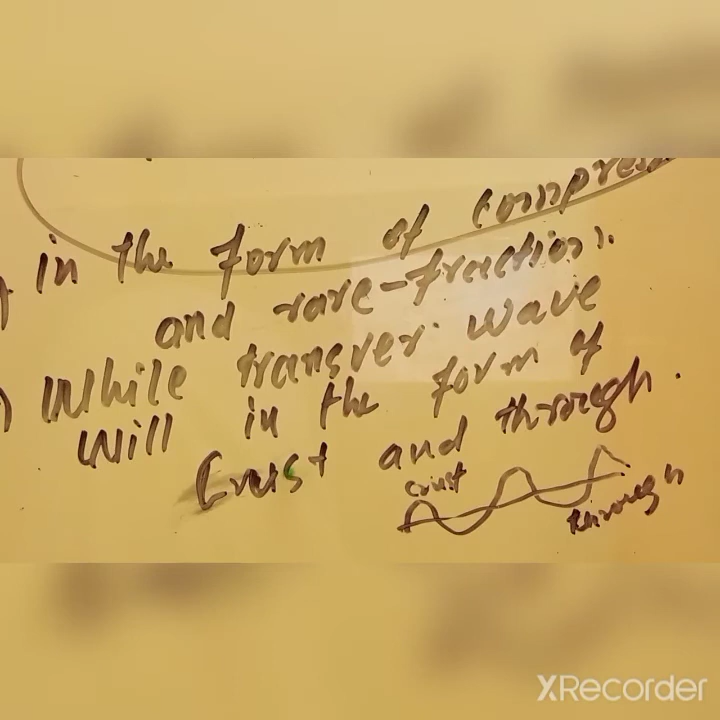 in the form of compres
and rare-fraction.
While transver wave
will in the form of
Crust and through.
crust
through
XRecorder